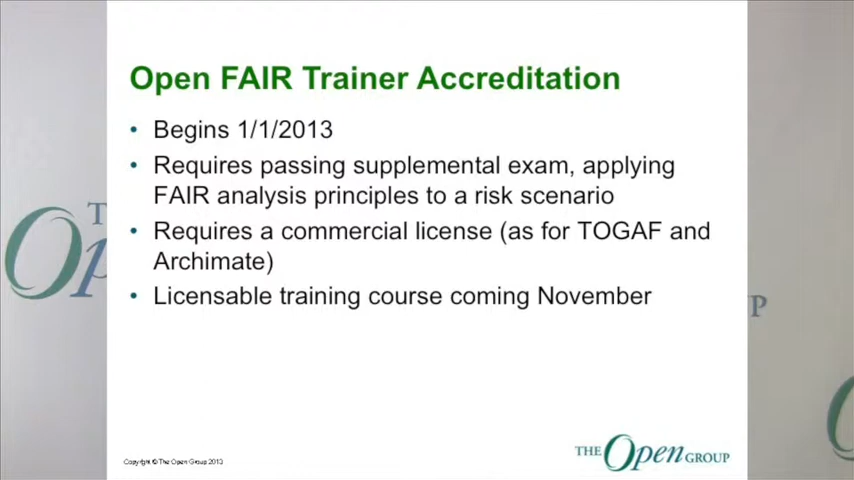 Open FAIR Trainer Accreditation
• Begins 1/1/2013
• Requires passing supplemental exam, applying
FAIR analysis principles to a risk scenario
• Requires a commercial license (as for TOGAF and
Archimate)
• Licensable training course coming November
Copyright © The Open Group 2013
THE Open GROUP